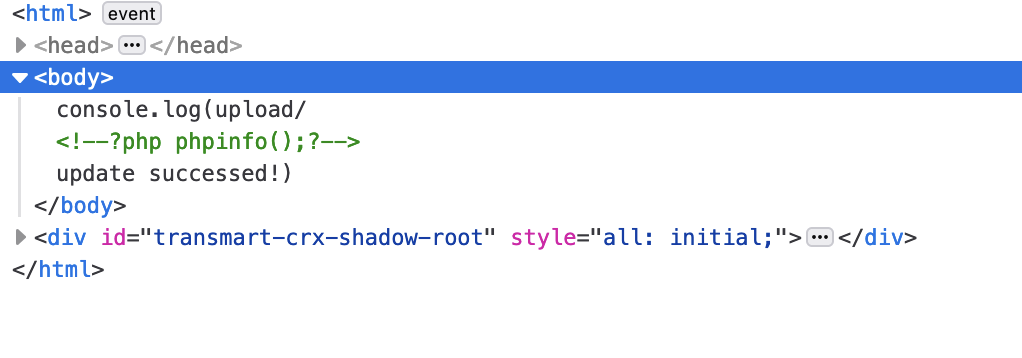 <html> event
<head> ••• </head>
<body>
console.log(upload/
<!--?php phpinfo();?-->
update successed!)
</body>
<div id="transmart-crx-shadow-root" style="all: initial;"> ••• </div>
</html>